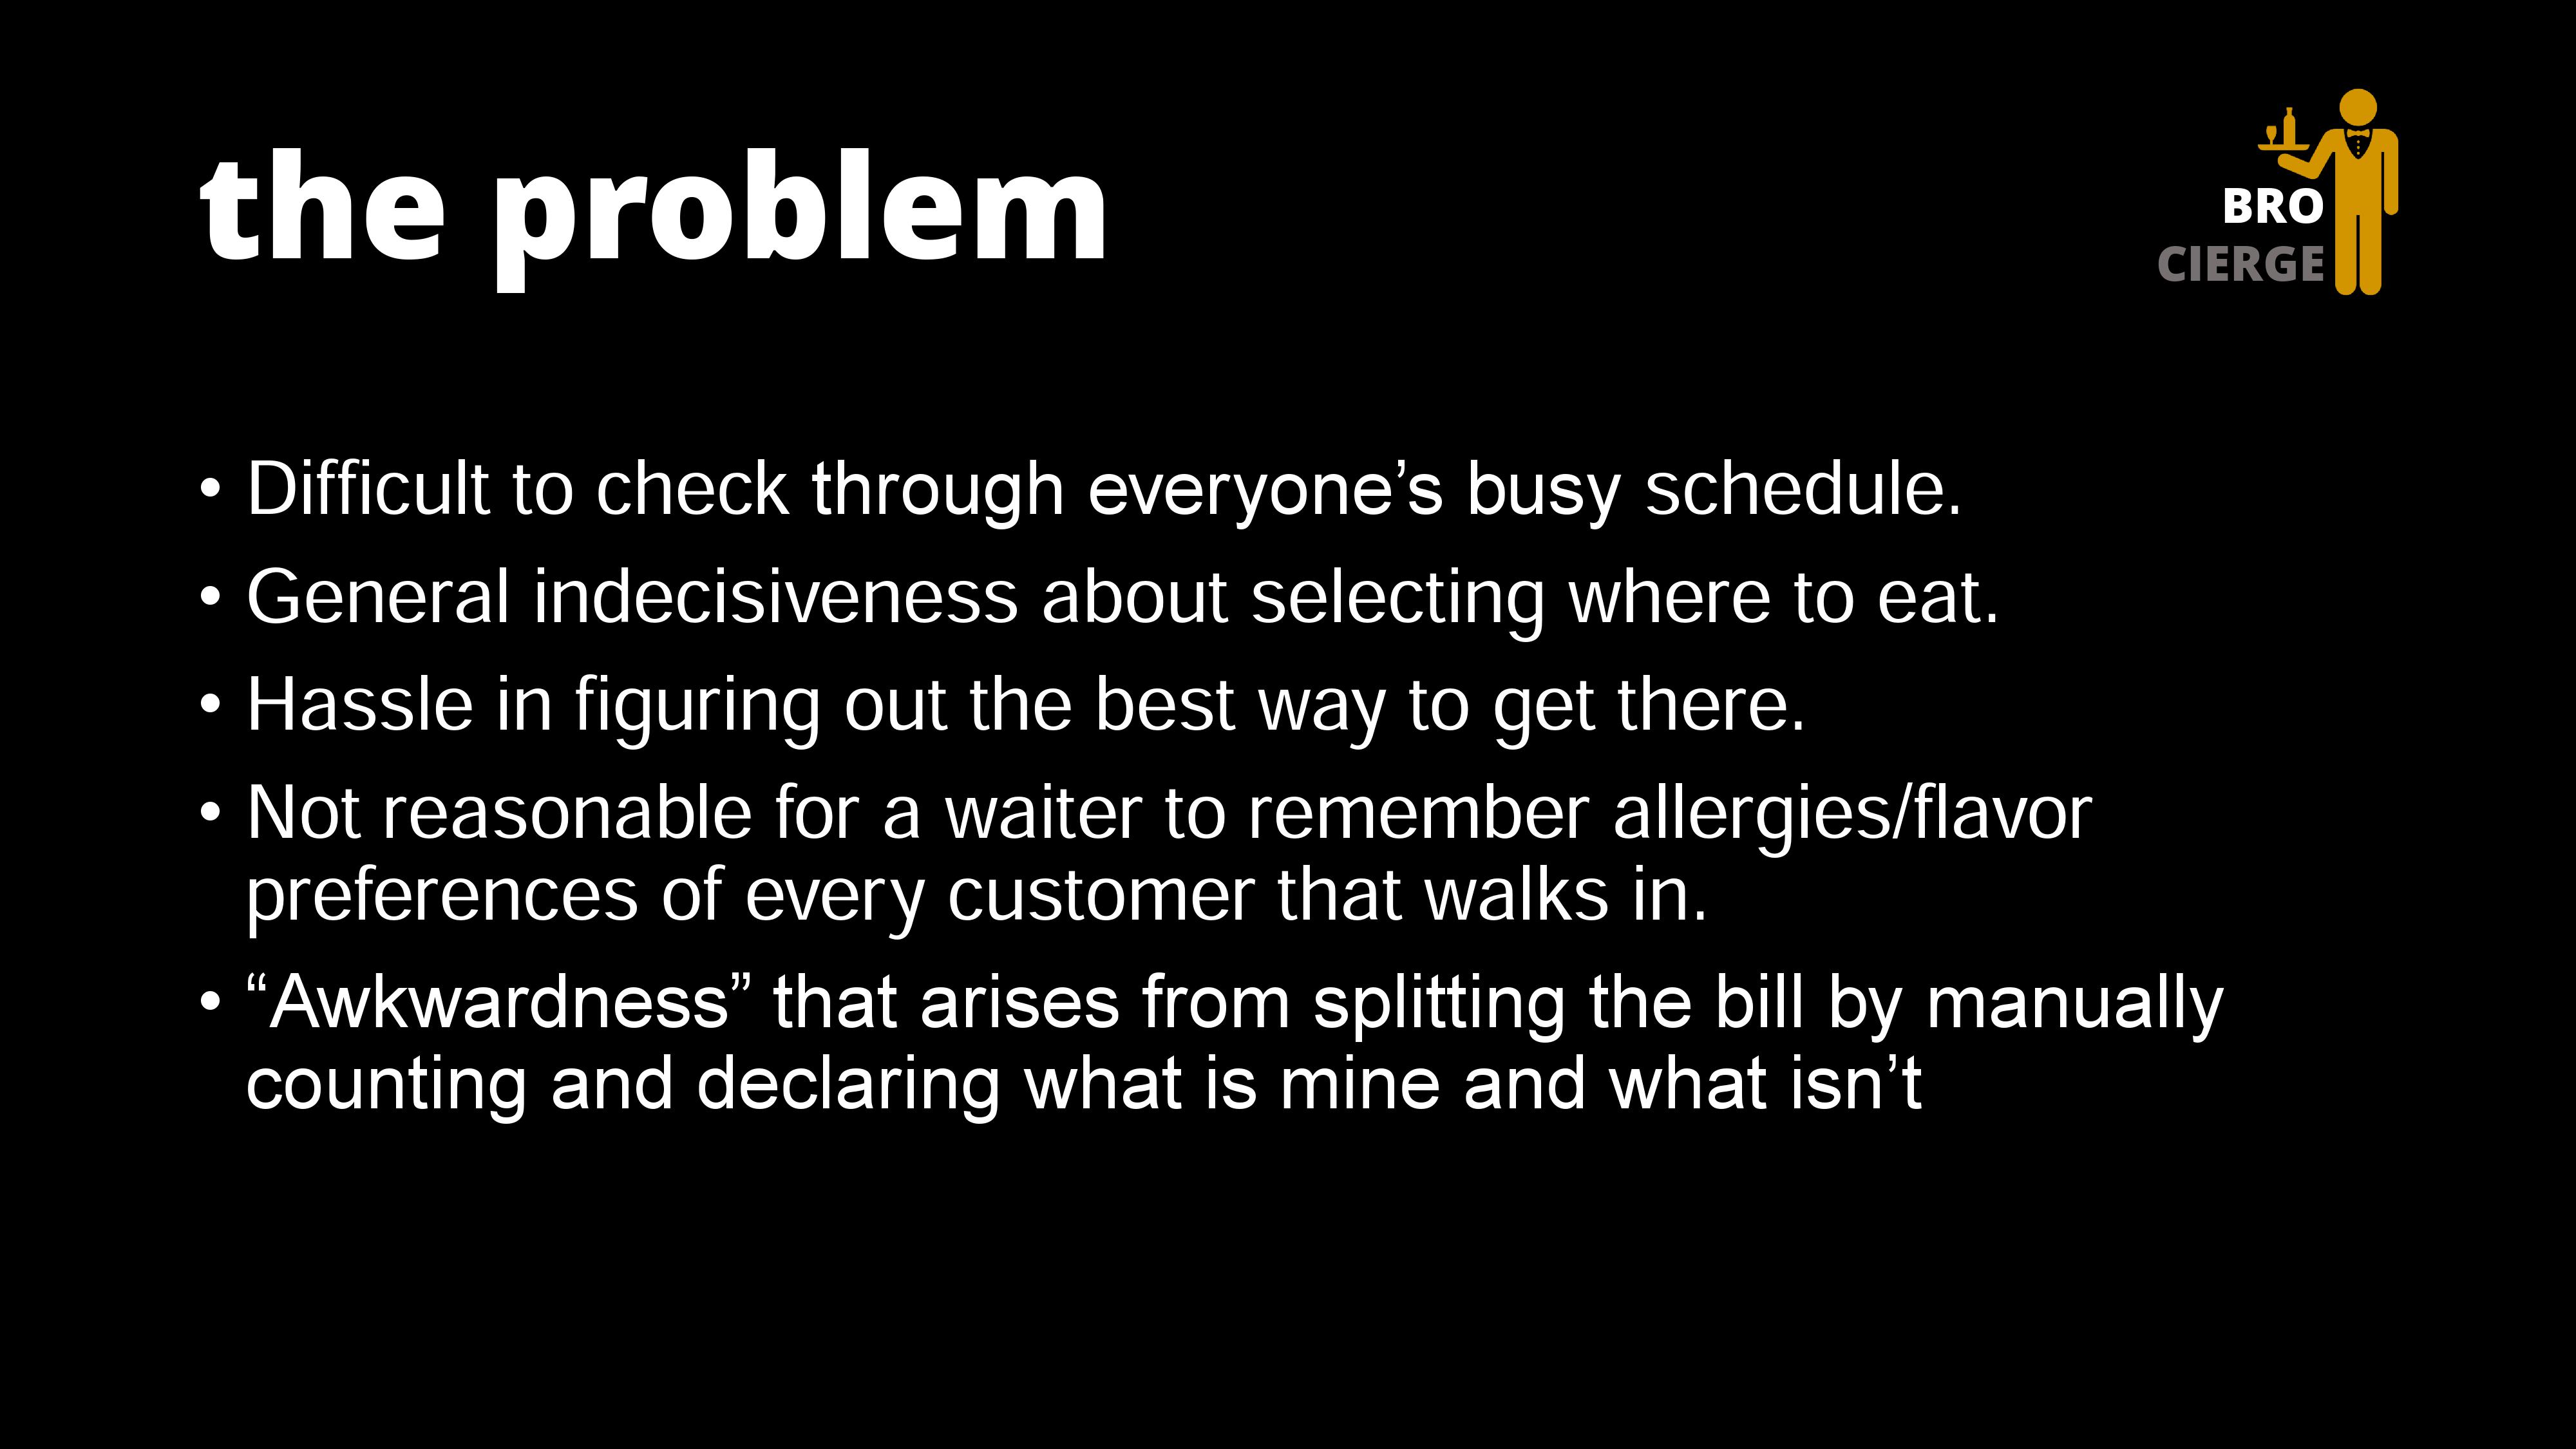 the problem
BRO
CIERGE
• Difficult to check through everyone’s busy schedule.
• General indecisiveness about selecting where to eat.
• Hassle in figuring out the best way to get there.
• Not reasonable for a waiter to remember allergies/flavor
preferences of every customer that walks in.
• “Awkwardness” that arises from splitting the bill by manually
counting and declaring what is mine and what isn’t